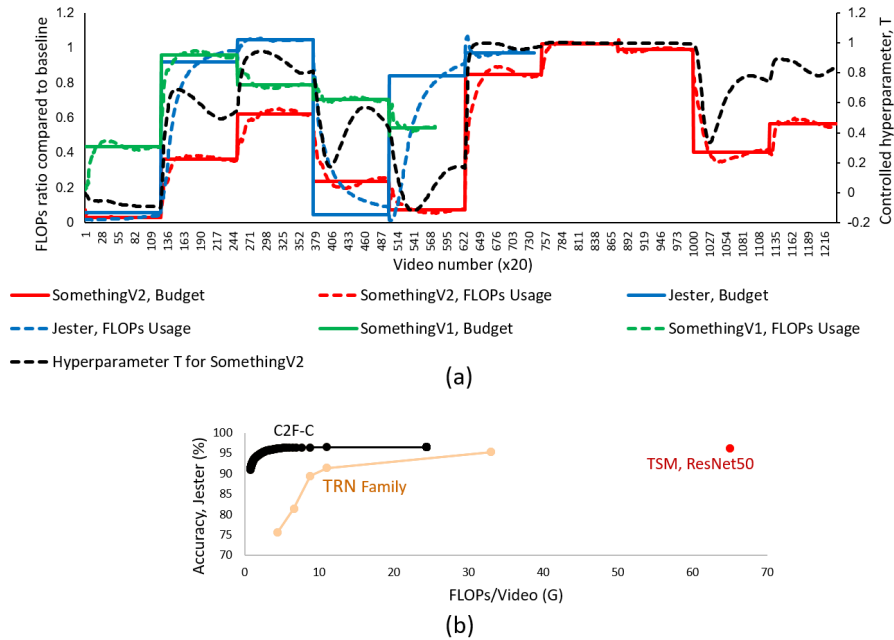 FLOPs ratio compared to baseline
1.2
1
0.8
0.6
0.4
0.2
0
1.2
1
0.8
0.6
0.4
0.2
0
-0.2
Controlled hyperparameter, T
1 28 55 82 109 136 163 190 217 244 271 298 325 352 379 406 433 460 487 514 541 568 595 622 649 676 703 730 757 784 811 838 865 892 919 946 973 1000 1027 1054 1081 1108 1135 1162 1189 1216
Video number (x20)
SomethingV2, Budget SomethingV2, FLOPs Usage Jester, Budget
Jester, FLOPs Usage SomethingV1, Budget SomethingV1, FLOPs Usage
Hyperparameter T for SomethingV2
(a)
Accuracy, Jester (%)
100
95
90
85
80
75
70
C2F-C
TRN Family
TSM, ResNet50
0 10 20 30 40 50 60 70
FLOPs/Video (G)
(b)